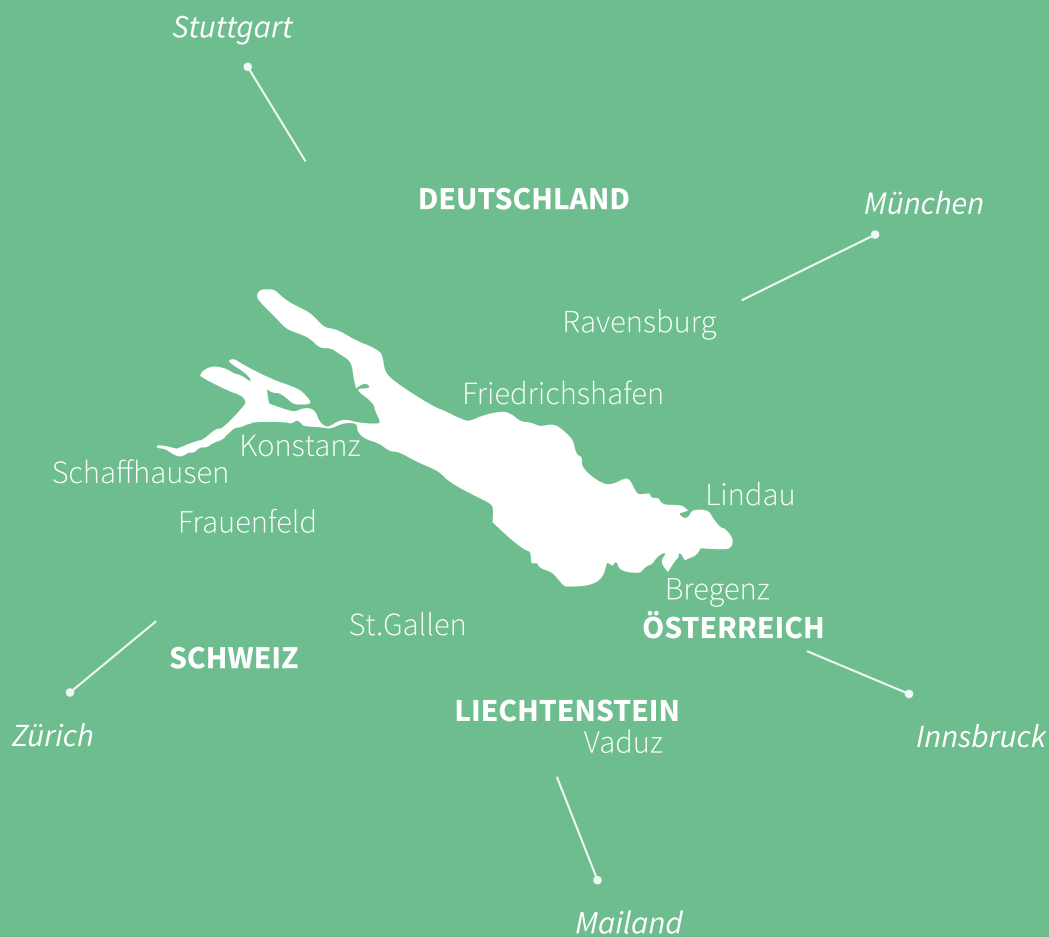 Stuttgart
DEUTSCHLAND
München
Ravensburg
Friedrichshafen
Konstanz
Schaffhausen
Lindau
Frauenfeld
Bregenz
St.Gallen
ÖSTERREICH
SCHWEIZ
LIECHTENSTEIN
Vaduz
Zürich
Innsbruck
Mailand